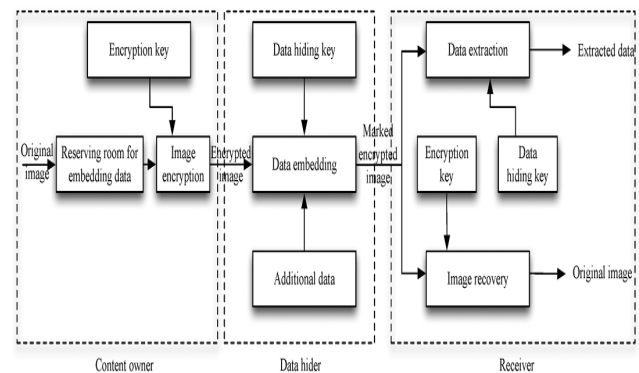 Encryption key
Original
image
Reserving room for
embedding data
Image
encryption
Encrypted
image
Content owner
Data hiding key
Data embedding
Additional data
Data hider
Marked
encrypted
image
Data extraction
Extracted data
Encryption
key
Data
hiding key
Image recovery
Original image
Receiver